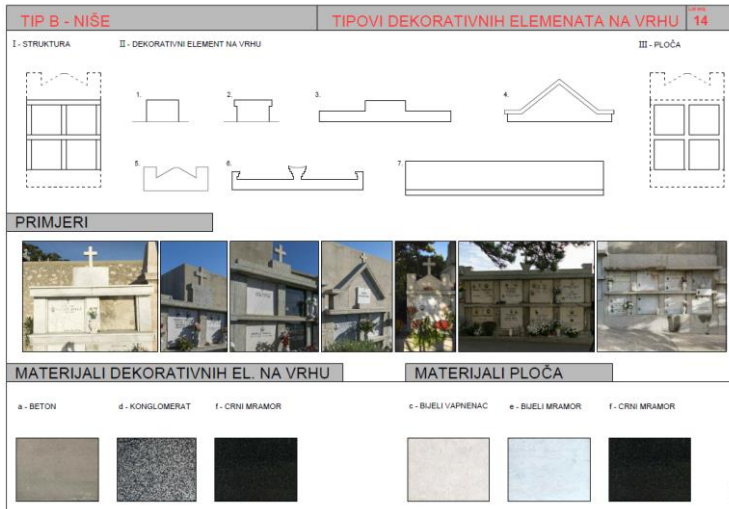 TIP B - NIŠE
TIPOVI DEKORATIVNIH ELEMENATA NA VRHU
14
I - STRUKTURA
II - DEKORATIVNI ELEMENT NA VRHU
III - PLOČA
1.
2.
3.
4.
5.
6.
7.
PRIMJERI
MATERIJALI DEKORATIVNIH EL. NA VRHU
MATERIJALI PLOČA
a - BETON
d - KONGLOMERAT
f - CRNI MRAMOR
c - BIJELI VAPNENAC
e - BIJELI MRAMOR
f - CRNI MRAMOR